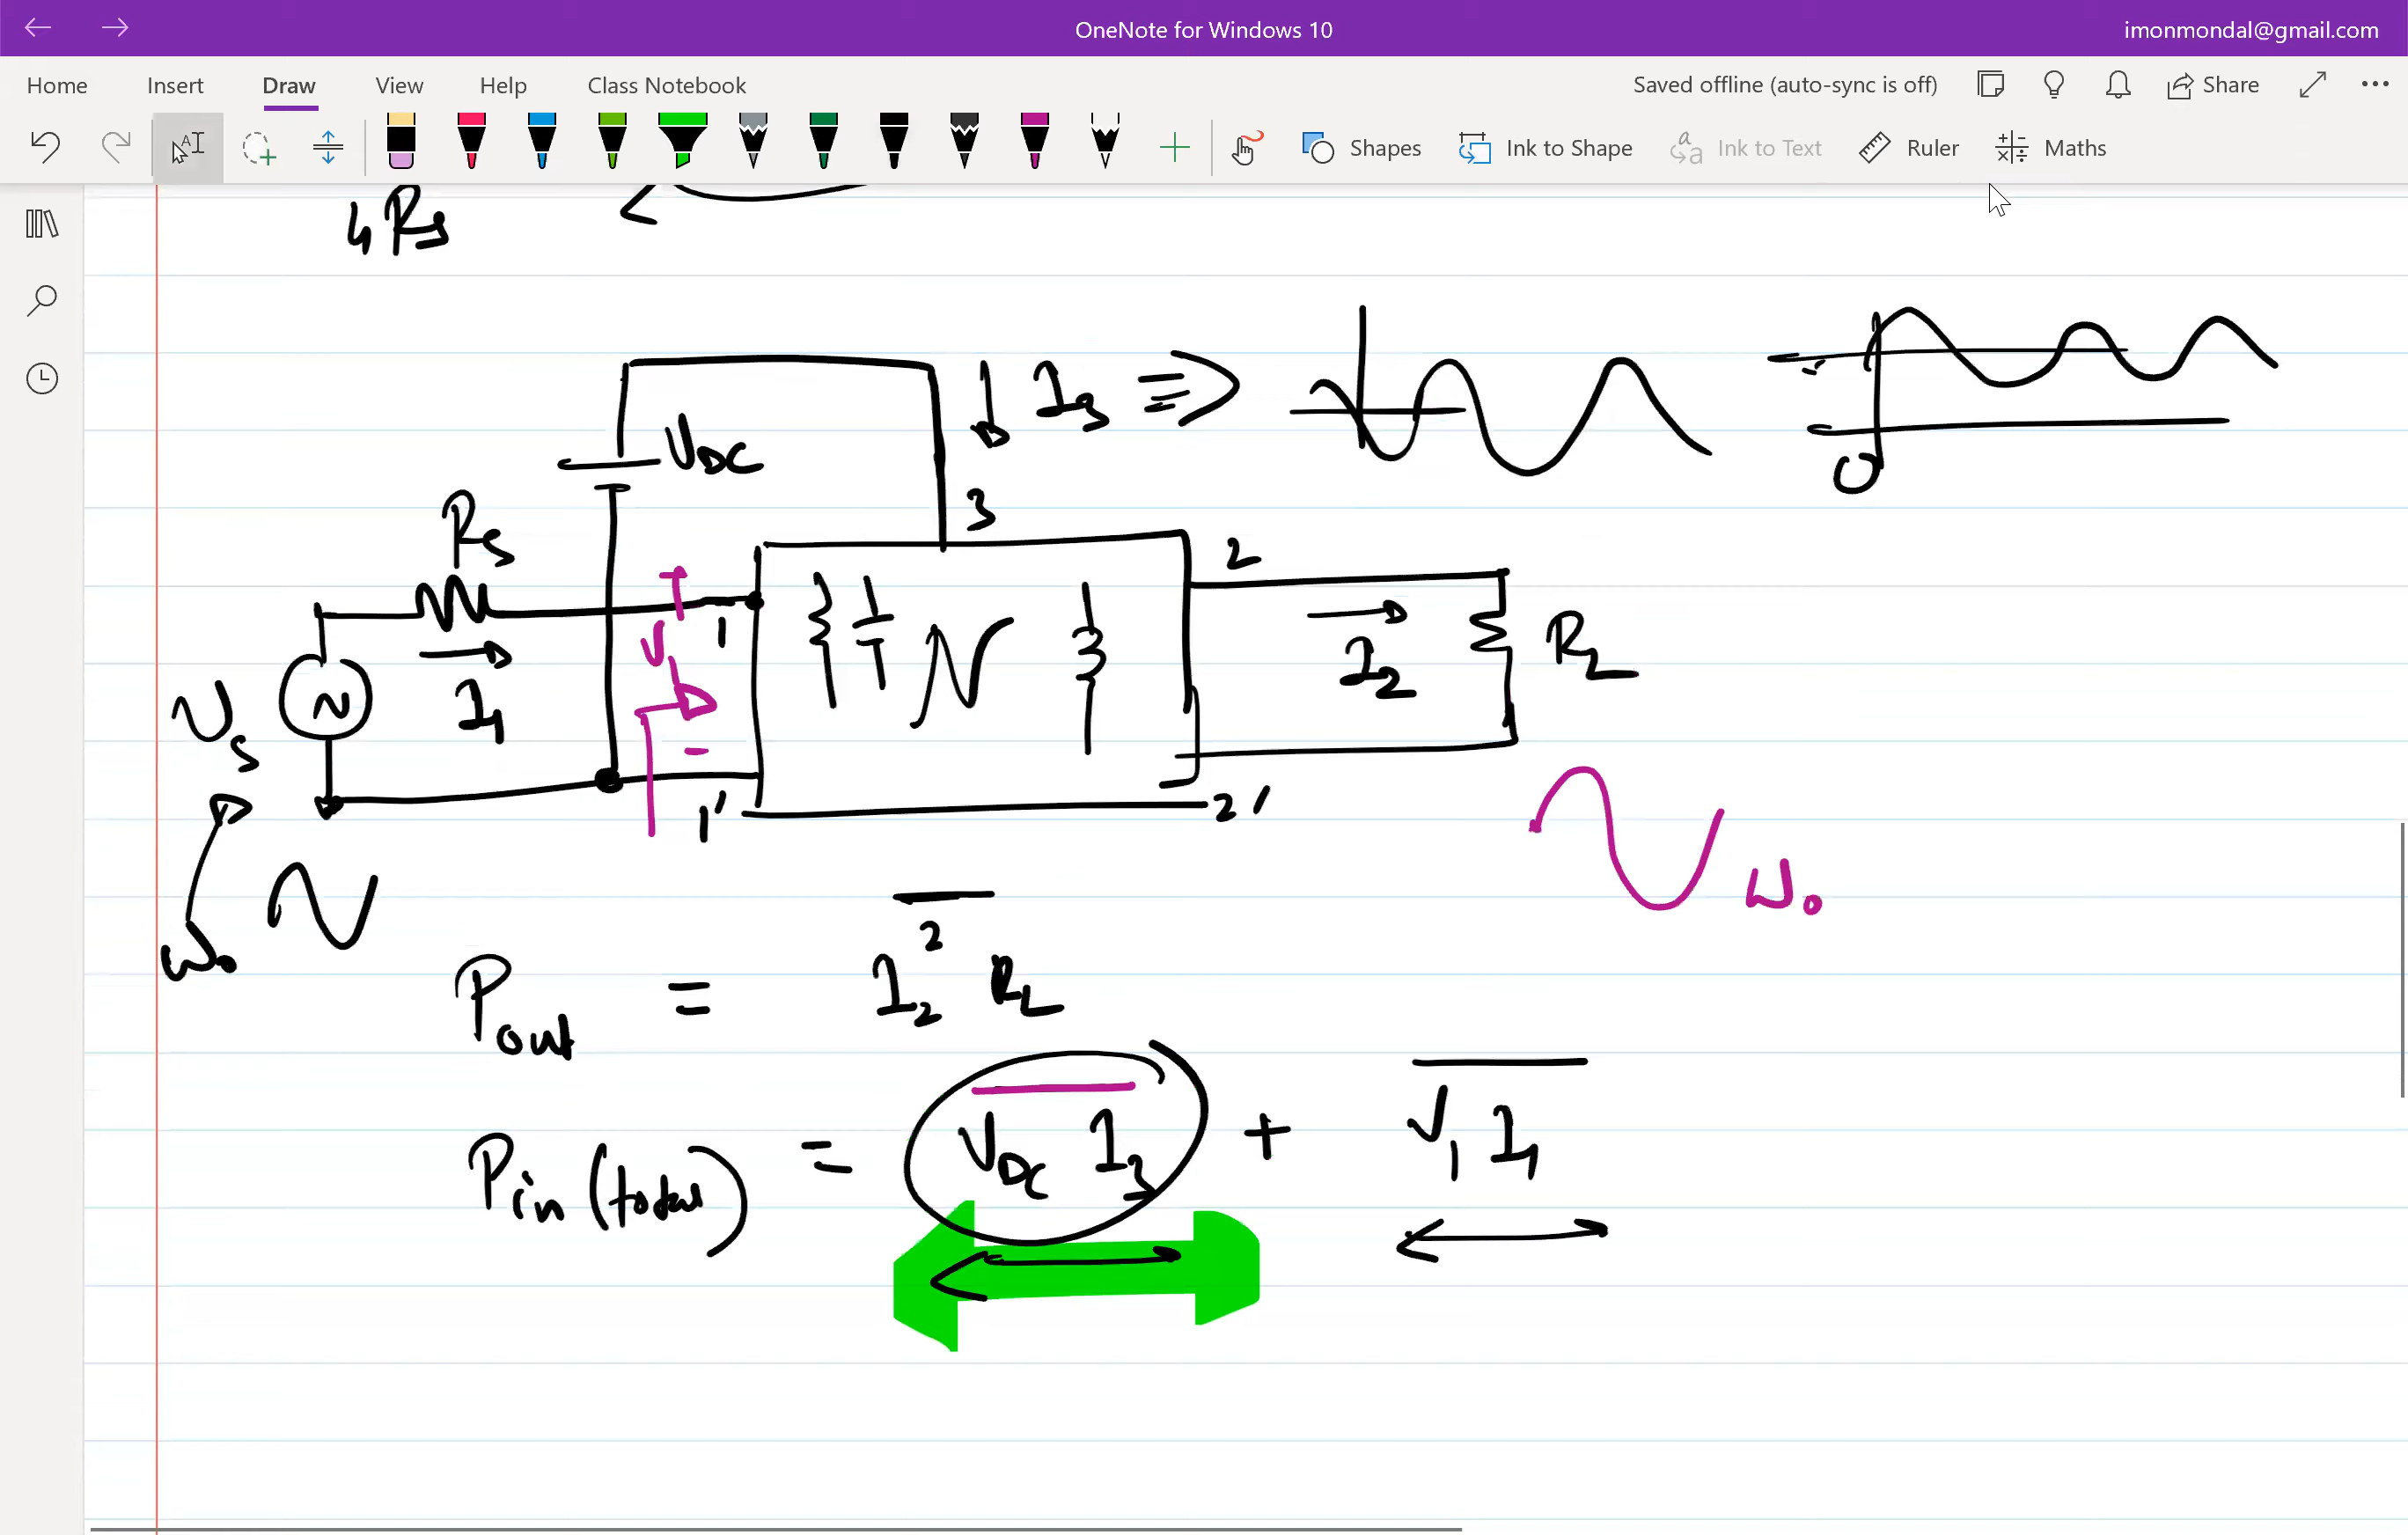 OneNote for Windows 10
imonmondal@gmail.com
Home Insert Draw View Help Class Notebook
Saved offline (auto-sync is off) Share
Shapes Ink to Shape Ink to Text Ruler Maths
4Rs
I3 ⇒
VDC
0
3
Rs
2
1
V1
N
+
-
I1
Vs
I2
RL
1'
2'
ω₀
ω₀
Pout = I₂² RL
Pin (total) = VDC I3 + V1 I1